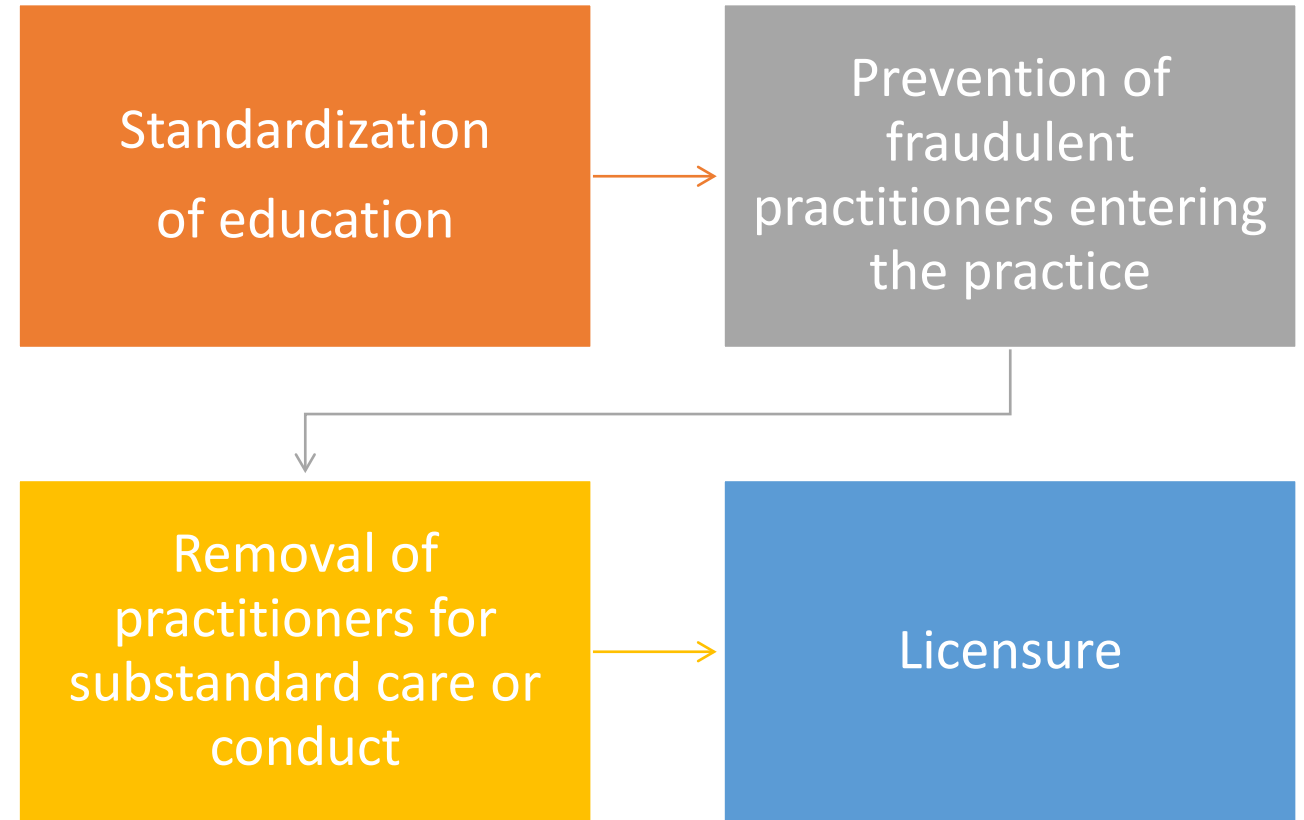 Standardization
of education
Prevention of
fraudulent
practitioners entering
the practice
Removal of
practitioners for
substandard care or
conduct
Licensure